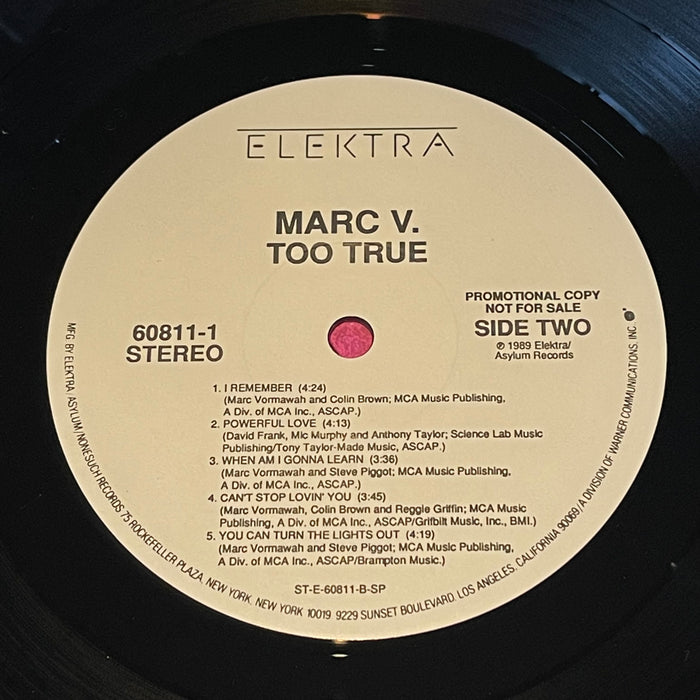 ELEKTRA
MARC V.
TOO TRUE
PROMOTIONAL COPY
NOT FOR SALE
60811-1
STEREO
SIDE TWO
℗ 1989 Elektra/
Asylum Records
1. I REMEMBER (4:24)
(Marc Vormawah and Colin Brown; MCA Music Publishing,
A Div. of MCA Inc., ASCAP.)
2. POWERFUL LOVE (4:13)
(David Frank, Mic Murphy and Anthony Taylor; Science Lab Music
Publishing/Tony Taylor-Made Music, ASCAP.)
3. WHEN AM I GONNA LEARN (3:36)
(Marc Vormawah and Steve Piggot; MCA Music Publishing,
A Div. of MCA Inc., ASCAP.)
4. CAN'T STOP LOVIN' YOU (3:45)
(Marc Vormawah, Colin Brown and Reggie Griffin; MCA Music
Publishing, A Div. of MCA Inc., ASCAP/Grifbilt Music, Inc., BMI.)
5. YOU CAN TURN THE LIGHTS OUT (4:19)
(Marc Vormawah and Steve Piggot; MCA Music Publishing,
A Div. of MCA Inc., ASCAP/Brampton Music.)
ST-E-60811-B-SP
MFG. BY ELEKTRA/ASYLUM/NONESUCH RECORDS 75 ROCKEFELLER PLAZA, NEW YORK, NEW YORK 10019 9229 SUNSET BOULEVARD, LOS ANGELES, CALIFORNIA 90069/A DIVISION OF WARNER COMMUNICATIONS, INC.